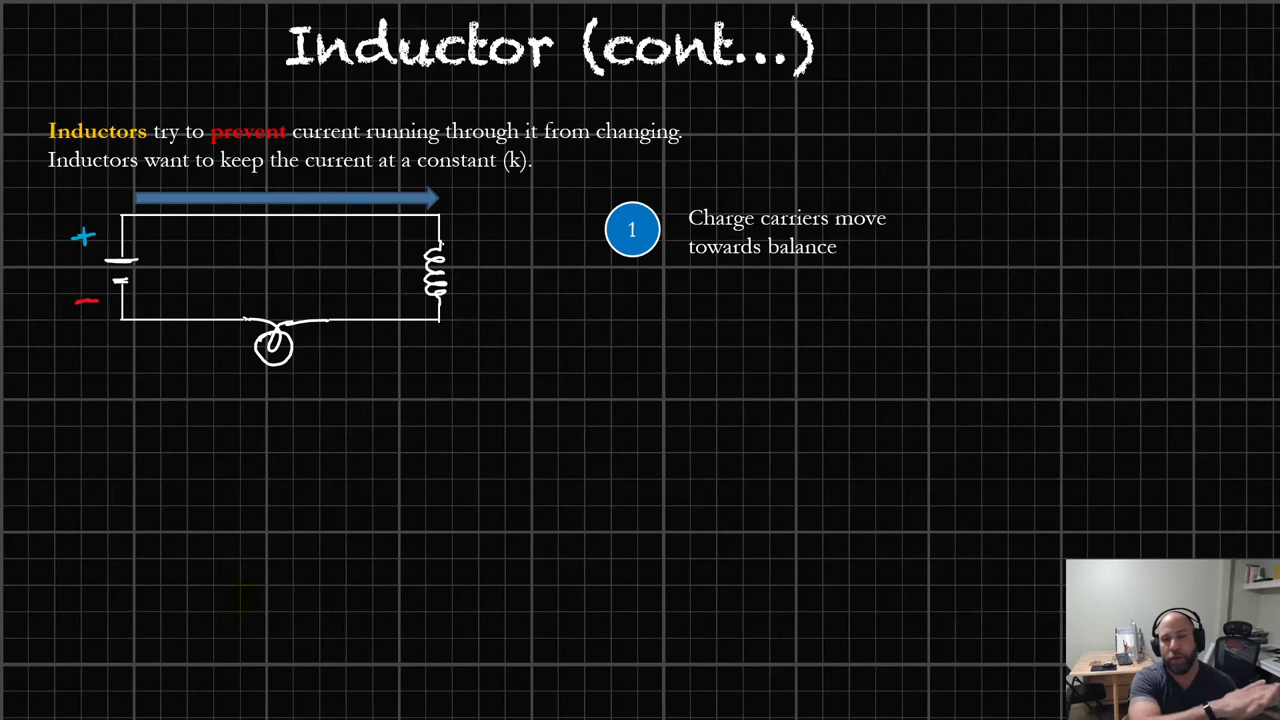 Inductor (cont...)
Inductors try to prevent current running through it from changing.
Inductors want to keep the current at a constant (k).
+
1
Charge carriers move
towards balance
-